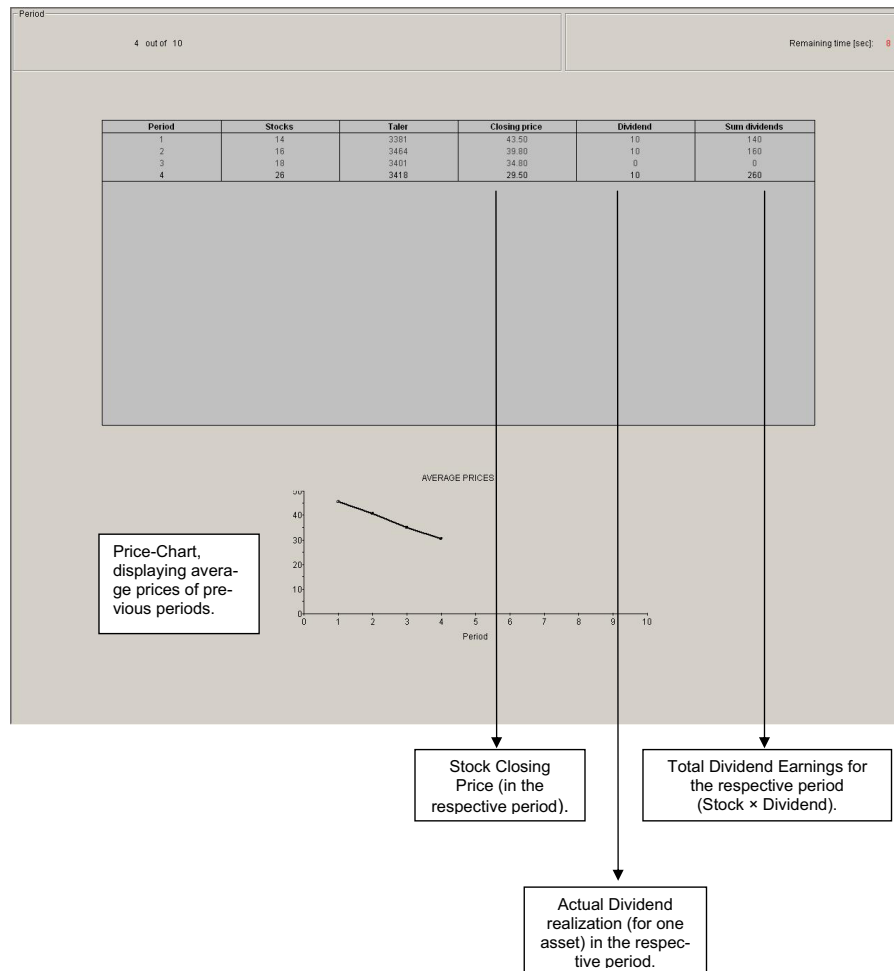 Period
4 out of 10
Remaining time [sec]: 8
Period Stocks Taler Closing price Dividend Sum dividends
1 14 3381 43.50 10 140
2 16 3464 39.80 10 160
3 18 3401 34.80 0 0
4 26 3418 29.50 10 260
AVERAGE PRICES
50
40
30
20
10
0
0 1 2 3 4 5 6 7 8 9 10
Period
Price-Chart,
displaying avera-
ge prices of pre-
vious periods.
Stock Closing
Price (in the
respective period).
Total Dividend Earnings for
the respective period
(Stock × Dividend).
Actual Dividend
realization (for one
asset) in the respec-
tive period.